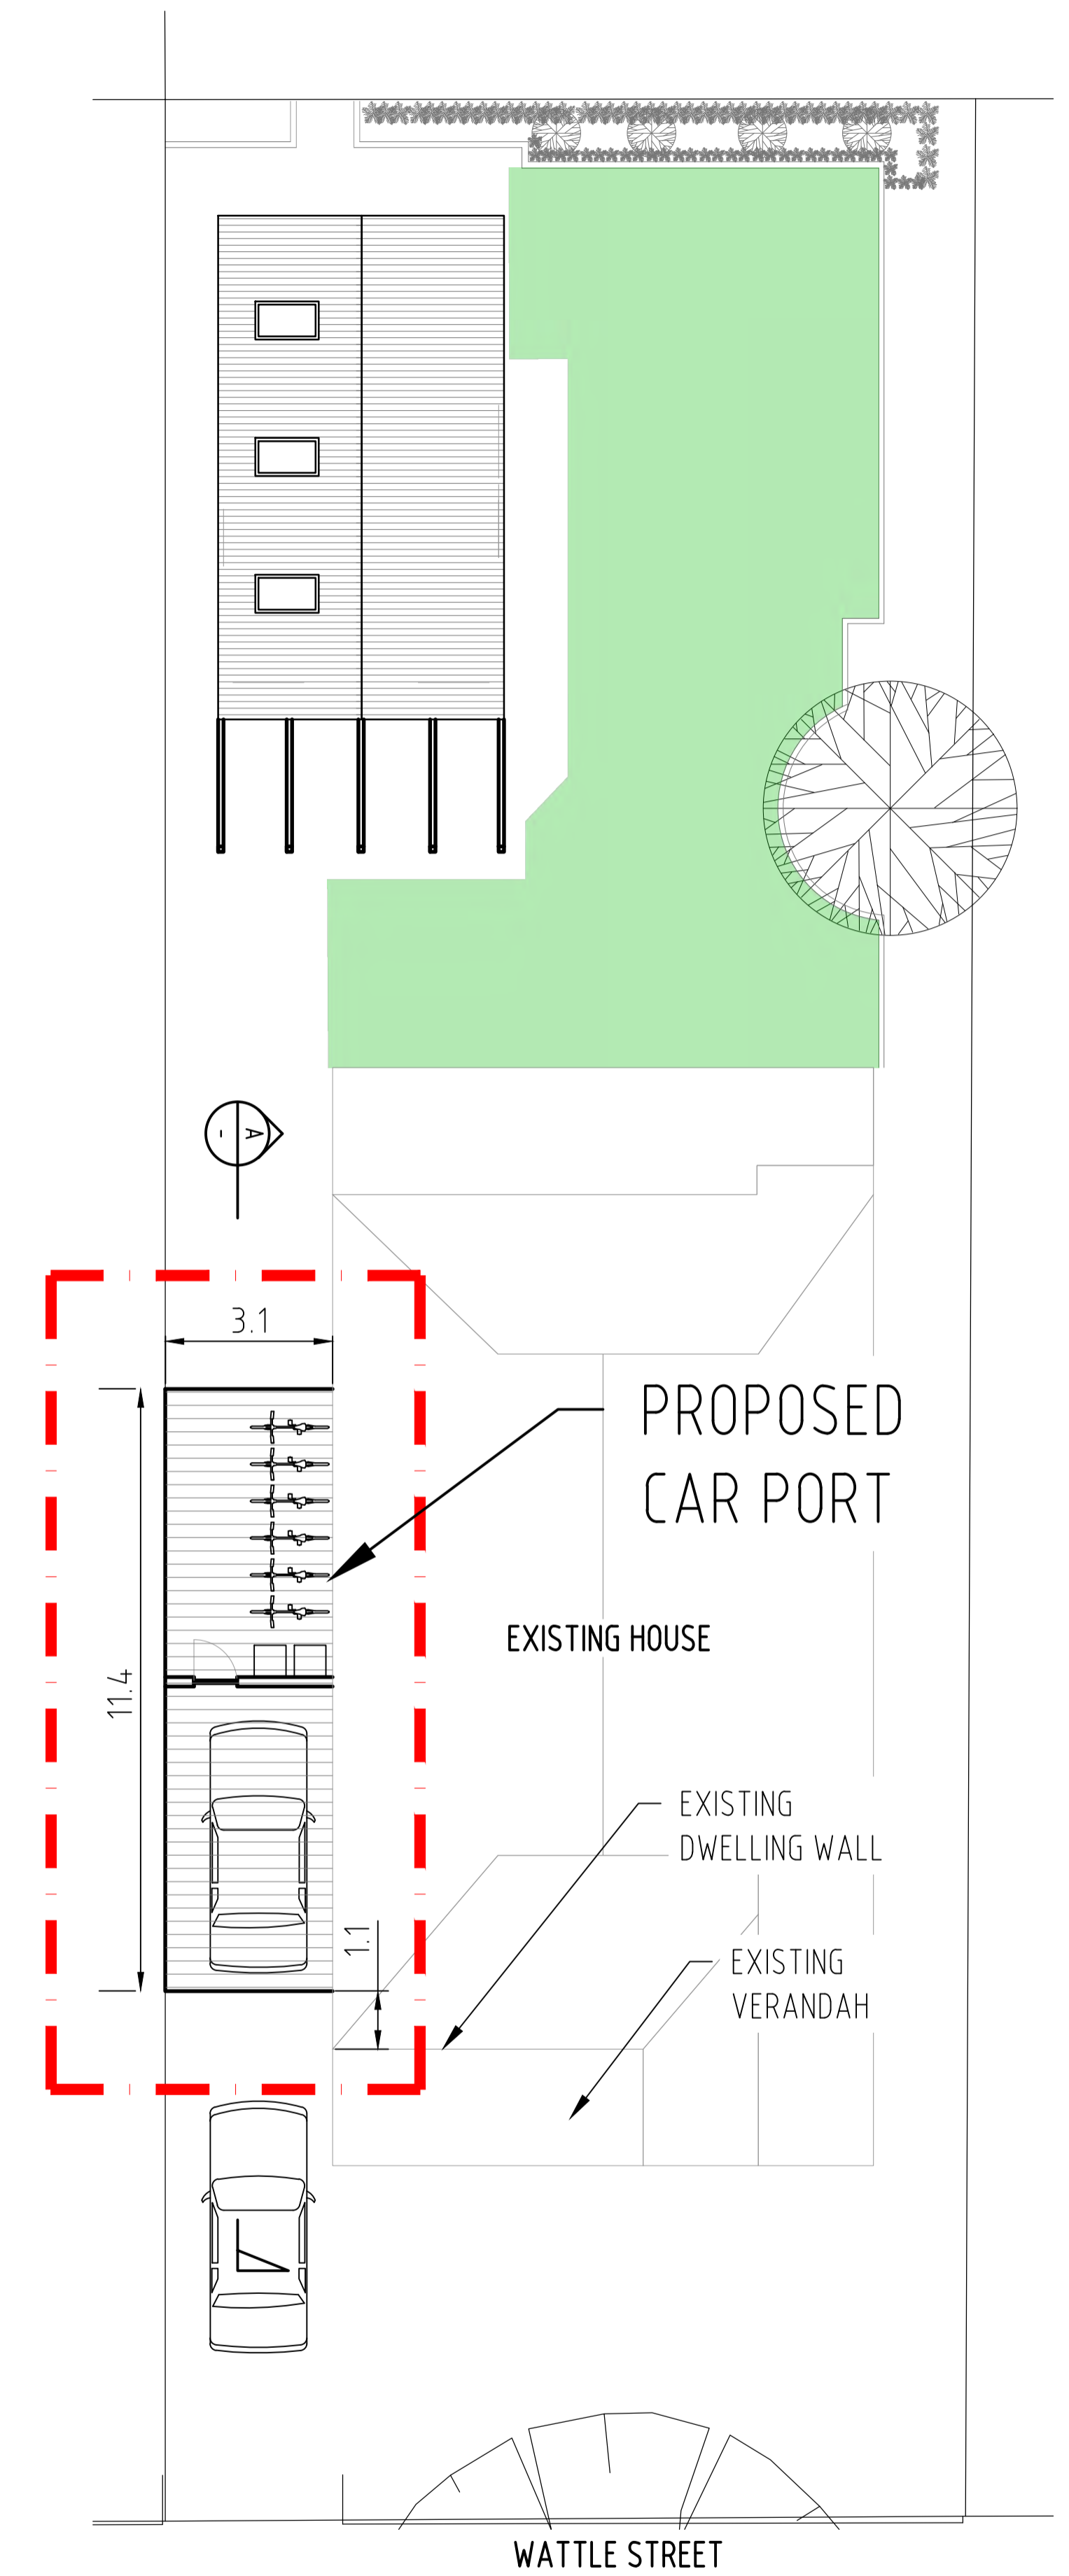 A
-
3.1
PROPOSED
CAR PORT
EXISTING HOUSE
11.4
EXISTING
DWELLING WALL
1.1
EXISTING
VERANDAH
WATTLE STREET